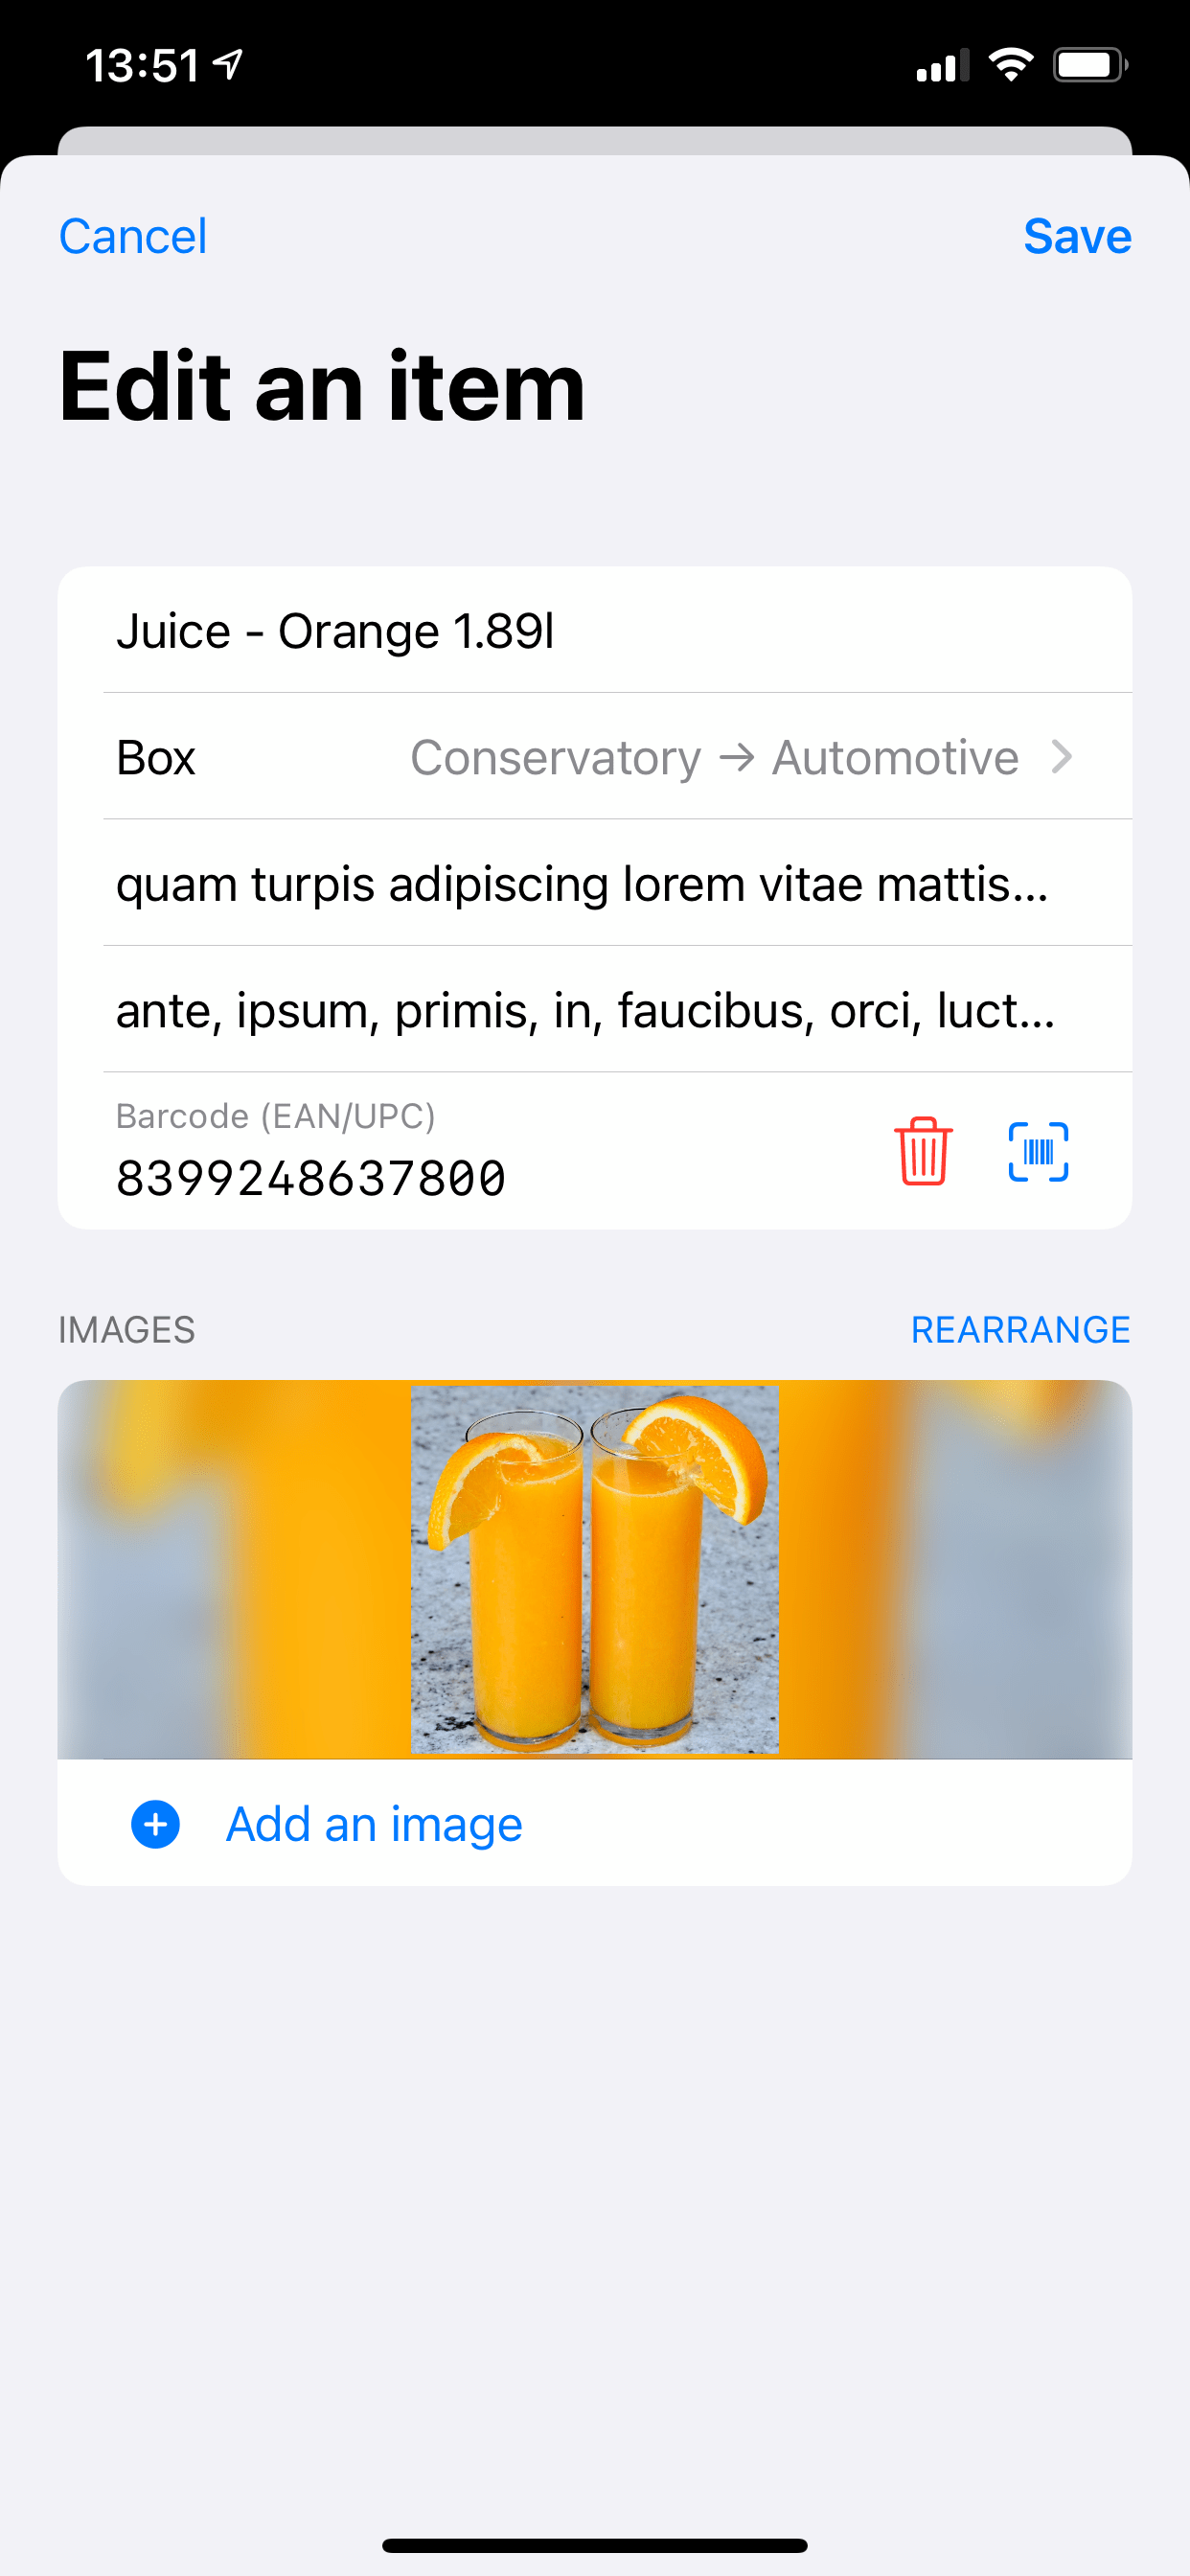 13:51
Cancel Save
Edit an item
Juice - Orange 1.89l
Box Conservatory → Automotive
quam turpis adipiscing lorem vitae mattis...
ante, ipsum, primis, in, faucibus, orci, luct...
Barcode (EAN/UPC)
8399248637800
IMAGES REARRANGE
Add an image